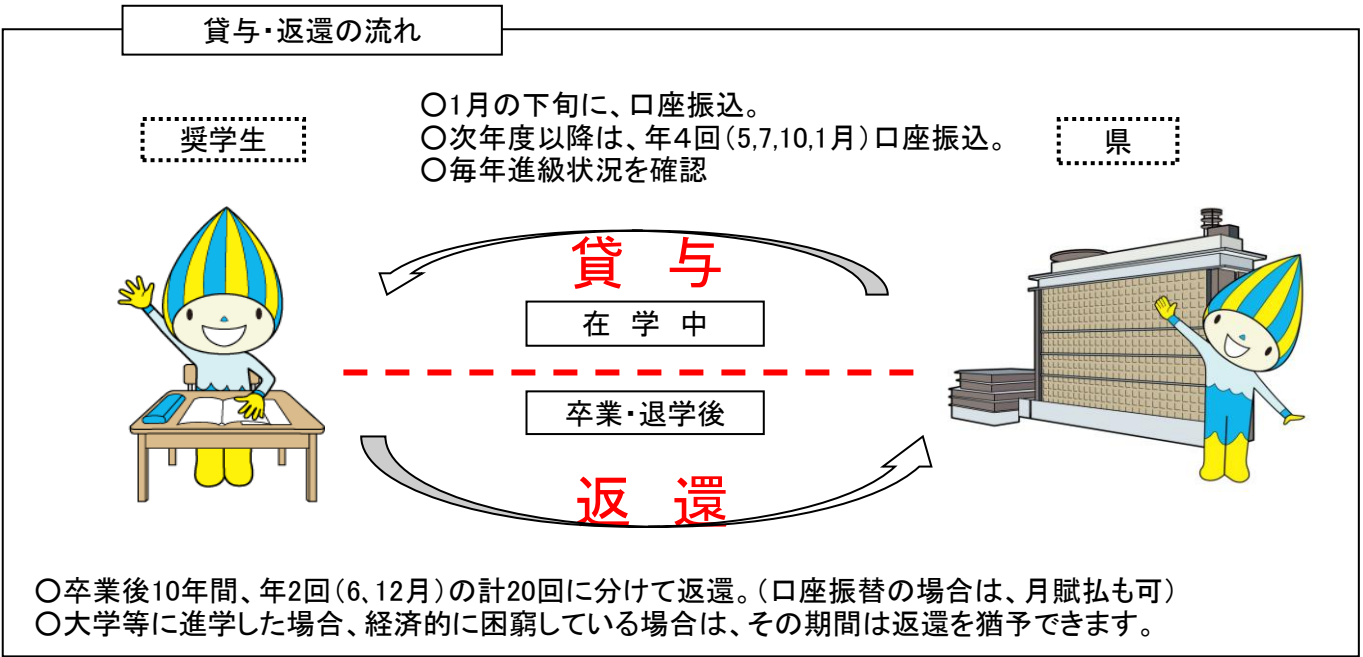 貸与・返還の流れ
奨学生
〇1月の下旬に、口座振込。
〇次年度以降は、年４回（5,7,10,1月）口座振込。
〇毎年進級状況を確認
県
貸 与
在 学 中
卒業・退学後
返 還
〇卒業後10年間、年2回（6、12月）の計20回に分けて返還。（口座振替の場合は、月賦払も可）
〇大学等に進学した場合、経済的に困窮している場合は、その期間は返還を猶予できます。